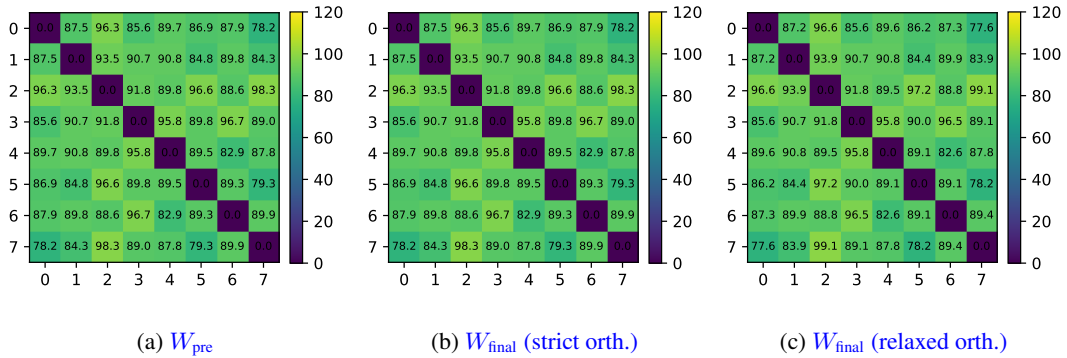 0 0.0 87.5 96.3 85.6 89.7 86.9 87.9 78.2
1 87.5 0.0 93.5 90.7 90.8 84.8 89.8 84.3
2 96.3 93.5 0.0 91.8 89.8 96.6 88.6 98.3
3 85.6 90.7 91.8 0.0 95.8 89.8 96.7 89.0
4 89.7 90.8 89.8 95.8 0.0 89.5 82.9 87.8
5 86.9 84.8 96.6 89.8 89.5 0.0 89.3 79.3
6 87.9 89.8 88.6 96.7 82.9 89.3 0.0 89.9
7 78.2 84.3 98.3 89.0 87.8 79.3 89.9 0.0
0 1 2 3 4 5 6 7
120
100
80
60
40
20
0
(a) W_pre
0 0.0 87.5 96.3 85.6 89.7 86.9 87.9 78.2
1 87.5 0.0 93.5 90.7 90.8 84.8 89.8 84.3
2 96.3 93.5 0.0 91.8 89.8 96.6 88.6 98.3
3 85.6 90.7 91.8 0.0 95.8 89.8 96.7 89.0
4 89.7 90.8 89.8 95.8 0.0 89.5 82.9 87.8
5 86.9 84.8 96.6 89.8 89.5 0.0 89.3 79.3
6 87.9 89.8 88.6 96.7 82.9 89.3 0.0 89.9
7 78.2 84.3 98.3 89.0 87.8 79.3 89.9 0.0
0 1 2 3 4 5 6 7
120
100
80
60
40
20
0
(b) W_final (strict orth.)
0 0.0 87.2 96.6 85.6 89.6 86.2 87.3 77.6
1 87.2 0.0 93.9 90.7 90.8 84.4 89.9 83.9
2 96.6 93.9 0.0 91.8 89.5 97.2 88.8 99.1
3 85.6 90.7 91.8 0.0 95.8 90.0 96.5 89.1
4 89.6 90.8 89.5 95.8 0.0 89.1 82.6 87.8
5 86.2 84.4 97.2 90.0 89.1 0.0 89.1 78.2
6 87.3 89.9 88.8 96.5 82.6 89.1 0.0 89.4
7 77.6 83.9 99.1 89.1 87.8 78.2 89.4 0.0
0 1 2 3 4 5 6 7
120
100
80
60
40
20
0
(c) W_final (relaxed orth.)